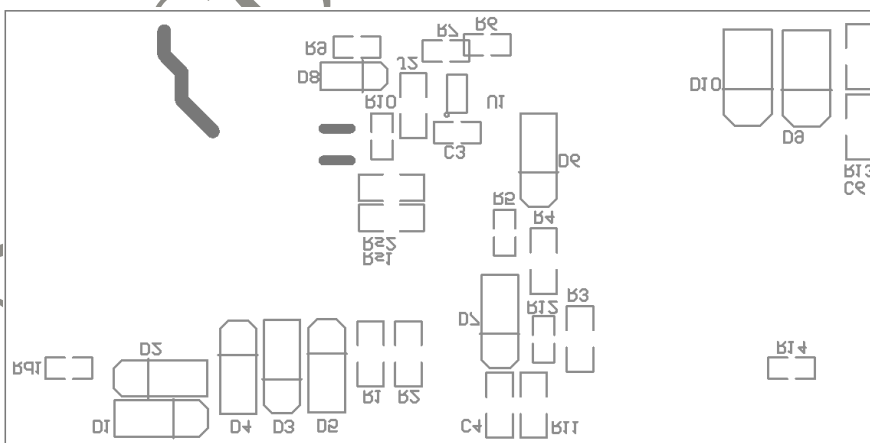 R9
R7
R6
D8
J2
D10
R10
U1
D9
C3
D6
R13
C6
R5
R4
Rs2
Rs1
R3
R12
D7
D2
Rd1
R14
R1
R2
D1
D4
D3
D5
C4
R11